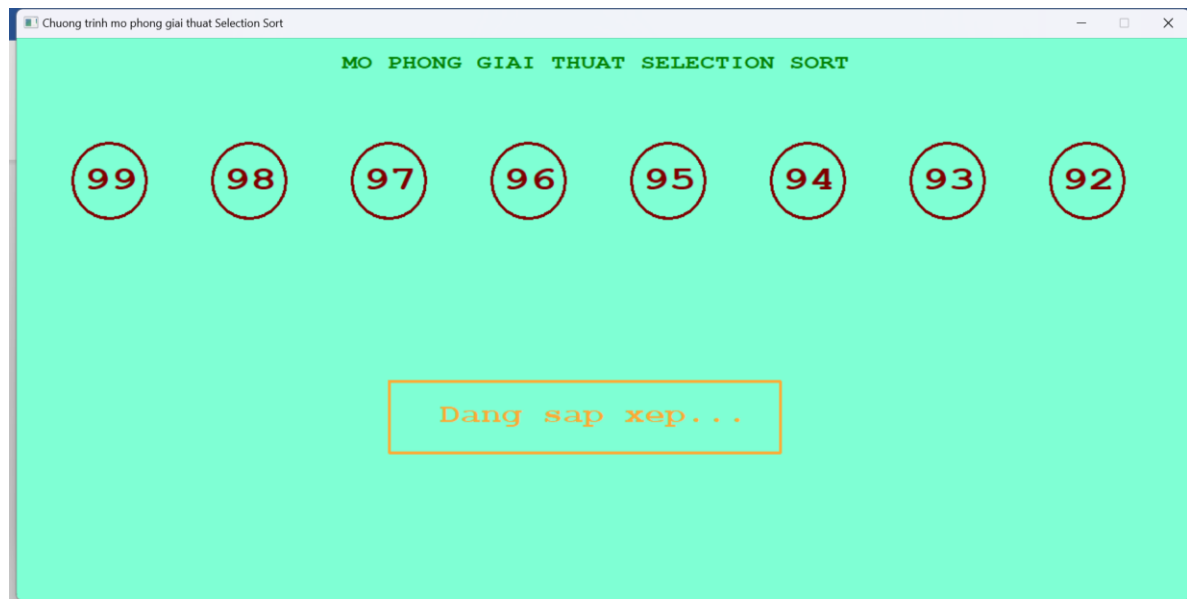 Chuong trinh mo phong giai thuat Selection Sort
MO PHONG GIAI THUAT SELECTION SORT
99 98 97 96 95 94 93 92
Dang sap xep...